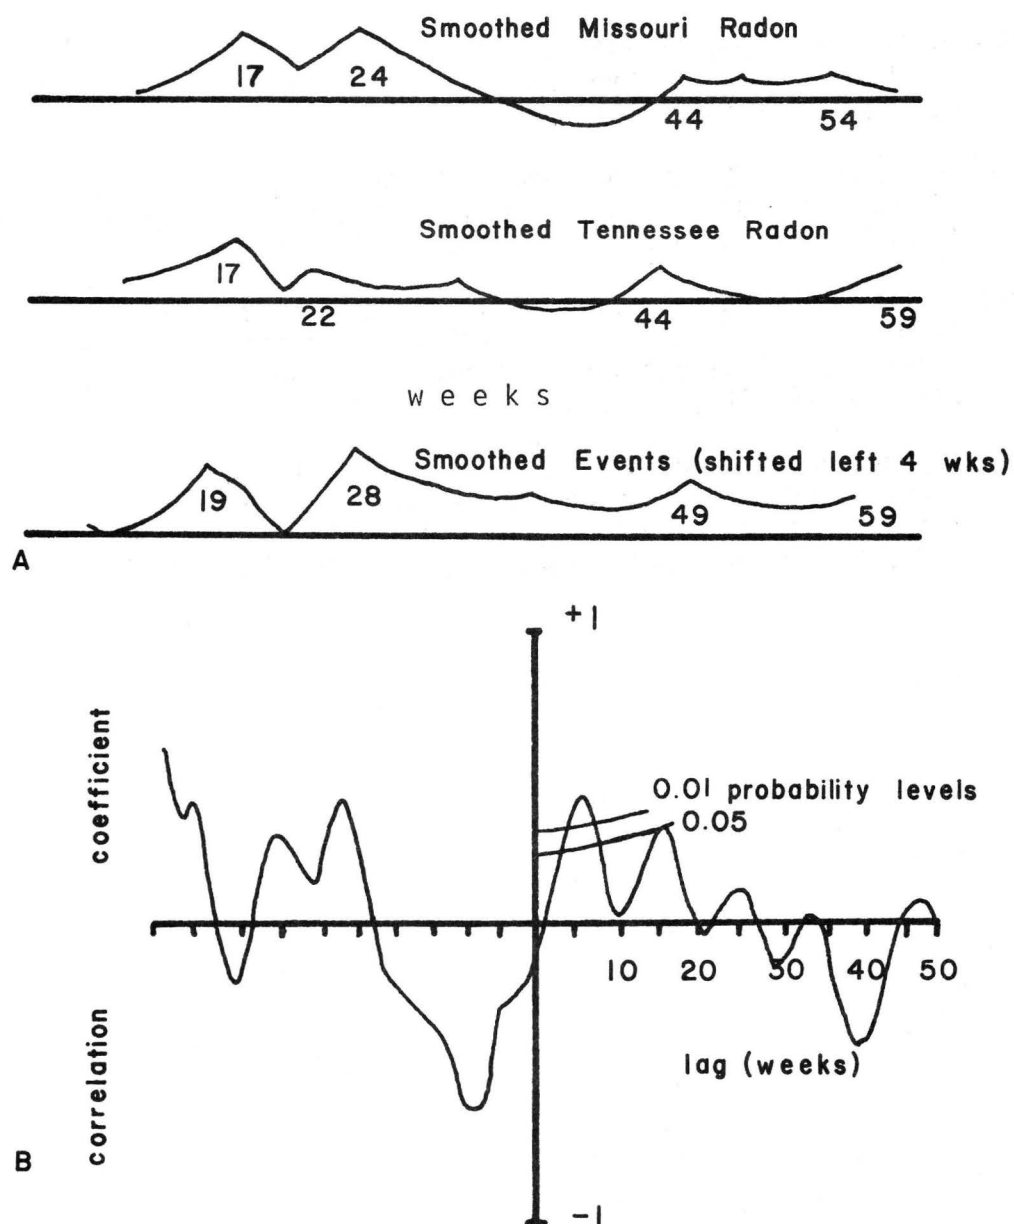 Smoothed Missouri Radon
17 24
44 54
Smoothed Tennessee Radon
17
22 44 59
weeks
Smoothed Events (shifted left 4 wks)
19 28 49 59
A
+1
coefficient
0.01 probability levels
0.05
10 20 30 40 50
lag (weeks)
correlation
B
-1